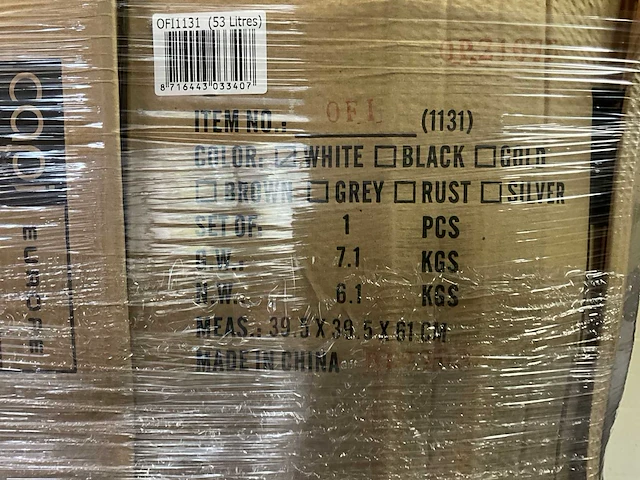 OFI1131 (53 Litres)
8 716443 033407
ITEM NO.: OFI (1131)
COLOR: ☑ WHITE ☐ BLACK ☐ GOLD
☐ BROWN ☐ GREY ☐ RUST ☐ SILVER
SET OF: 1 PCS
G.W.: 7.1 KGS
N.W.: 6.1 KGS
MEAS.: 39.5 X 39.5 X 61 CM
MADE IN CHINA
capi
EUROPE